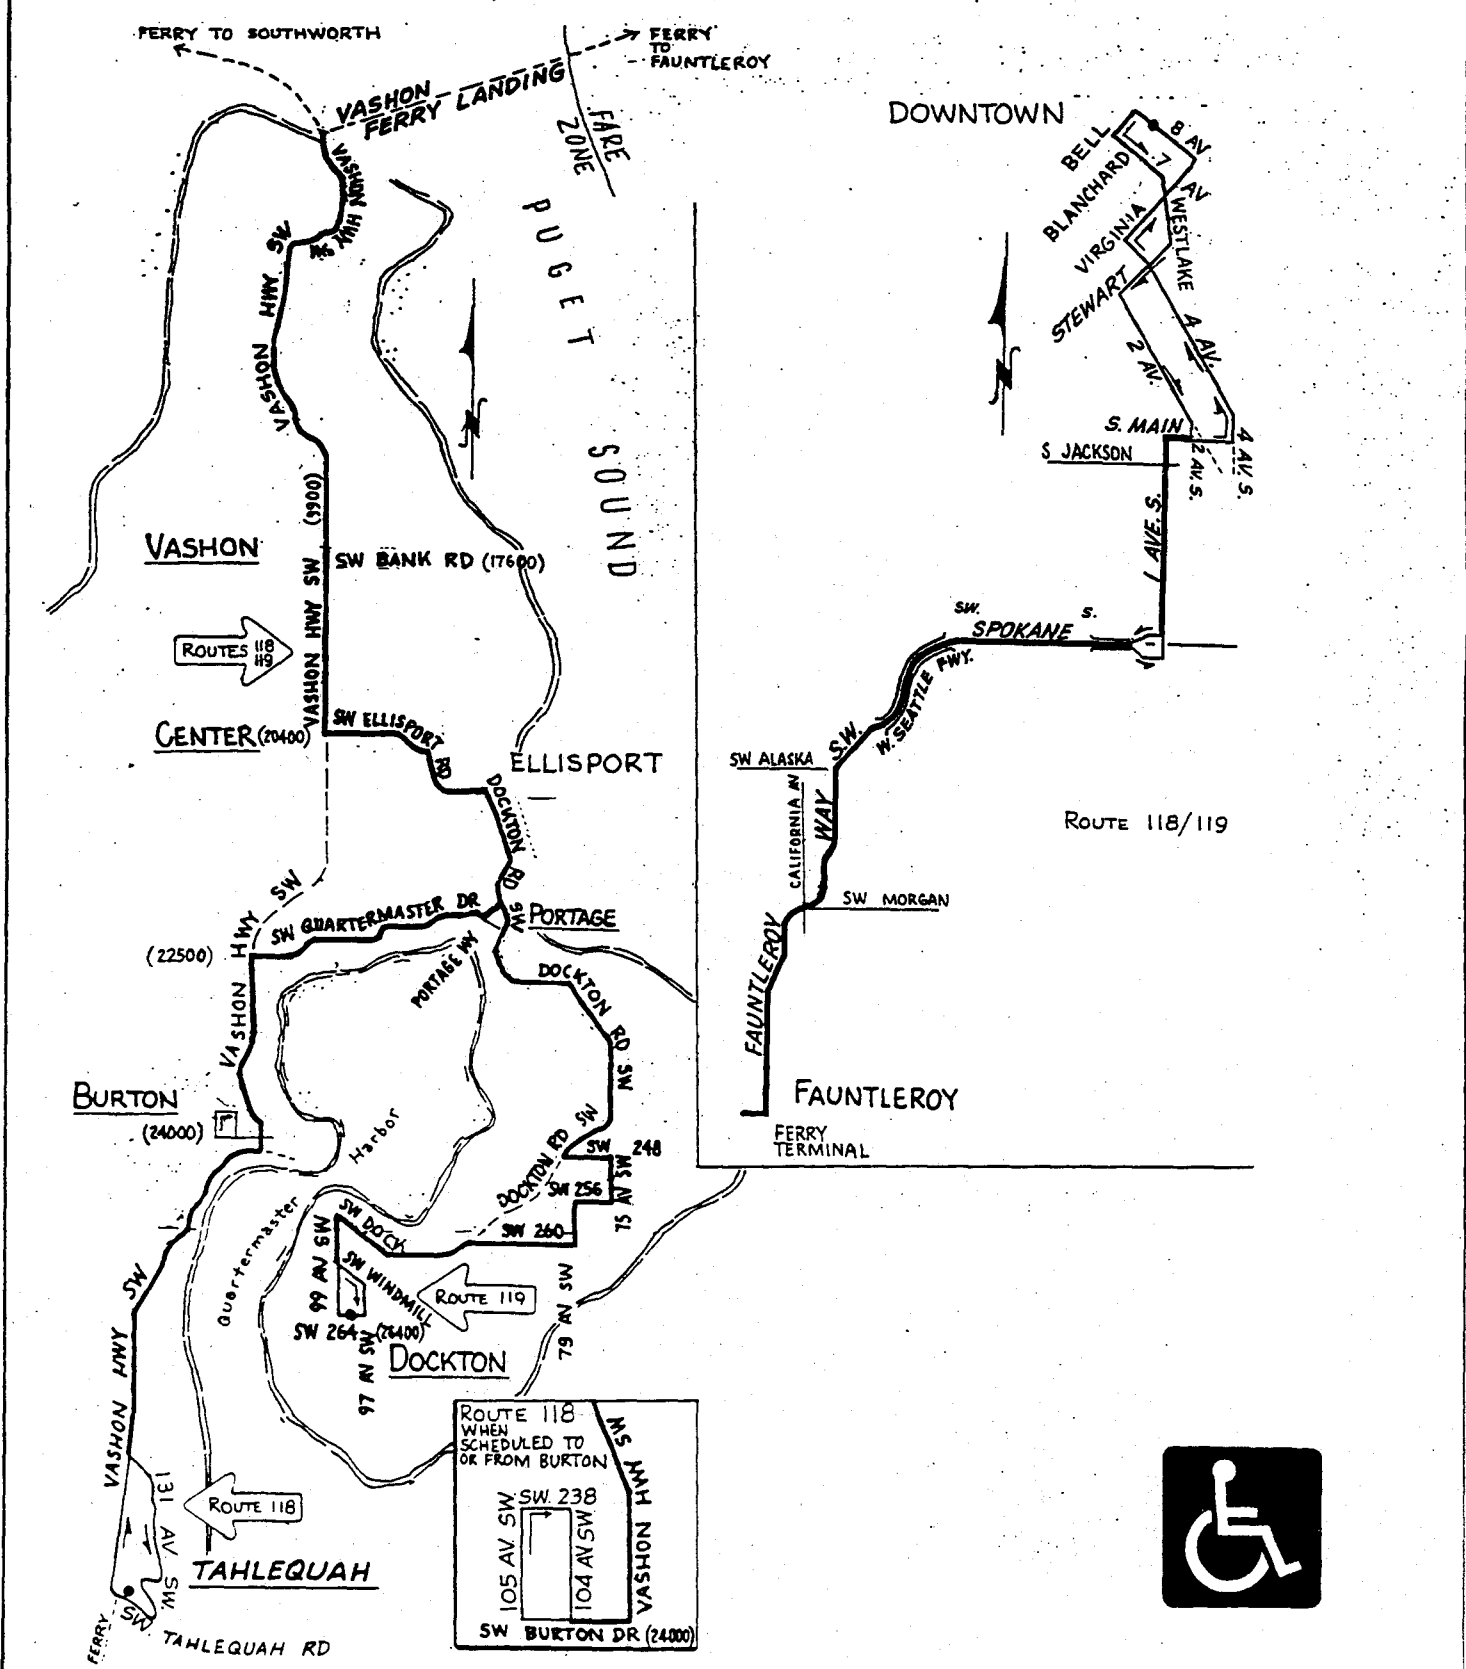 FERRY TO SOUTHWORTH
FERRY
TO
FAUNTLEROY
VASHON
FERRY LANDING
FARE
ZONE
PUGET
SOUND
VASHON HWY SW
VASHON HWY SW
(9900)
VASHON
SW BANK RD (17600)
VASHON HWY SW
ROUTES 118
119
CENTER (20400)
SW ELLISPORT
RD
ELLISPORT
DOCKTON
RD
SW
VASHON HWY SW
SW QUARTERMASTER DR
PORTAGE
(22500)
PORTAGE WY
DOCKTON RD SW
BURTON
(24000)
Harbor
Quartermaster
DOCKTON RD SW
SW 248
SW 256
75 AV SW
SW 260
SW DOCK
99 AV SW
SW WINDMILL
ROUTE 119
SW 264 (26400)
97 AV SW
79 AV SW
DOCKTON
VASHON HWY SW
131 AV SW.
ROUTE 118
TAHLEQUAH
FERRY
SW. TAHLEQUAH RD
ROUTE 118
WHEN
SCHEDULED TO
OR FROM BURTON
SW. 238
105 AV SW.
104 AV SW
VASHON HWY SW
SW BURTON DR (24000)
DOWNTOWN
BELL
8 AV
7 AV
BLANCHARD
VIRGINIA
WESTLAKE
STEWART
4 AV.
2 AV.
S. MAIN
S JACKSON
2 AV. S.
4 AV. S.
1 AVE. S.
SW. SPOKANE S.
W. SEATTLE FWY.
SW ALASKA
CALIFORNIA AV
FAUNTLEROY WAY S.W.
SW MORGAN
ROUTE 118/119
FAUNTLEROY
FERRY
TERMINAL
N
N